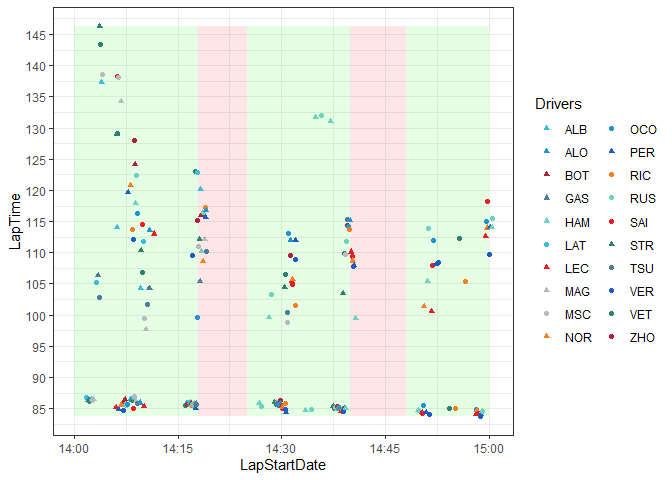 145
140
135
130
125
120
115
110
105
100
95
90
85
LapTime
14:00 14:15 14:30 14:45 15:00
LapStartDate
Drivers
ALB OCO
ALO PER
BOT RIC
GAS RUS
HAM SAI
LAT STR
LEC TSU
MAG VER
MSC VET
NOR ZHO